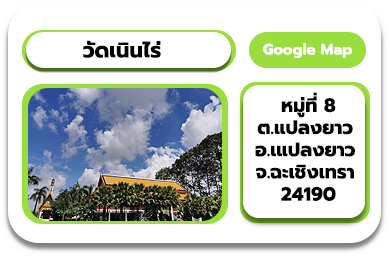 วัดเนินไร่
Google Map
หมู่ที่ 8
ต.แปลงยาว
อ.แปลงยาว
จ.ฉะเชิงเทรา
24190